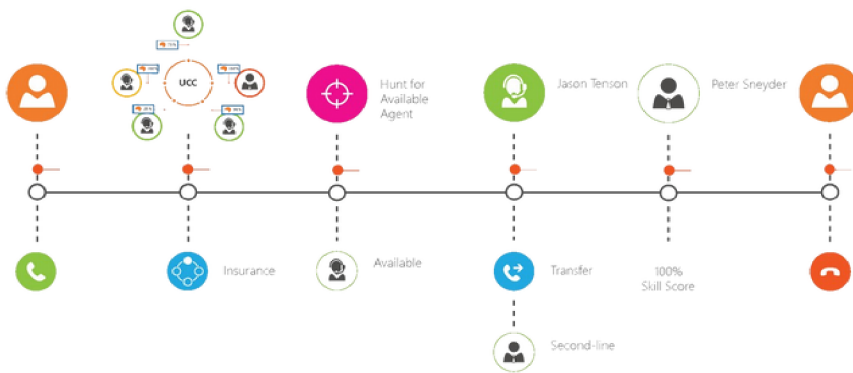 UCC
Hunt for
Available
Agent
Jason Tenson
Peter Sneyder
Insurance
Available
Transfer
100%
Skill Score
Second-line